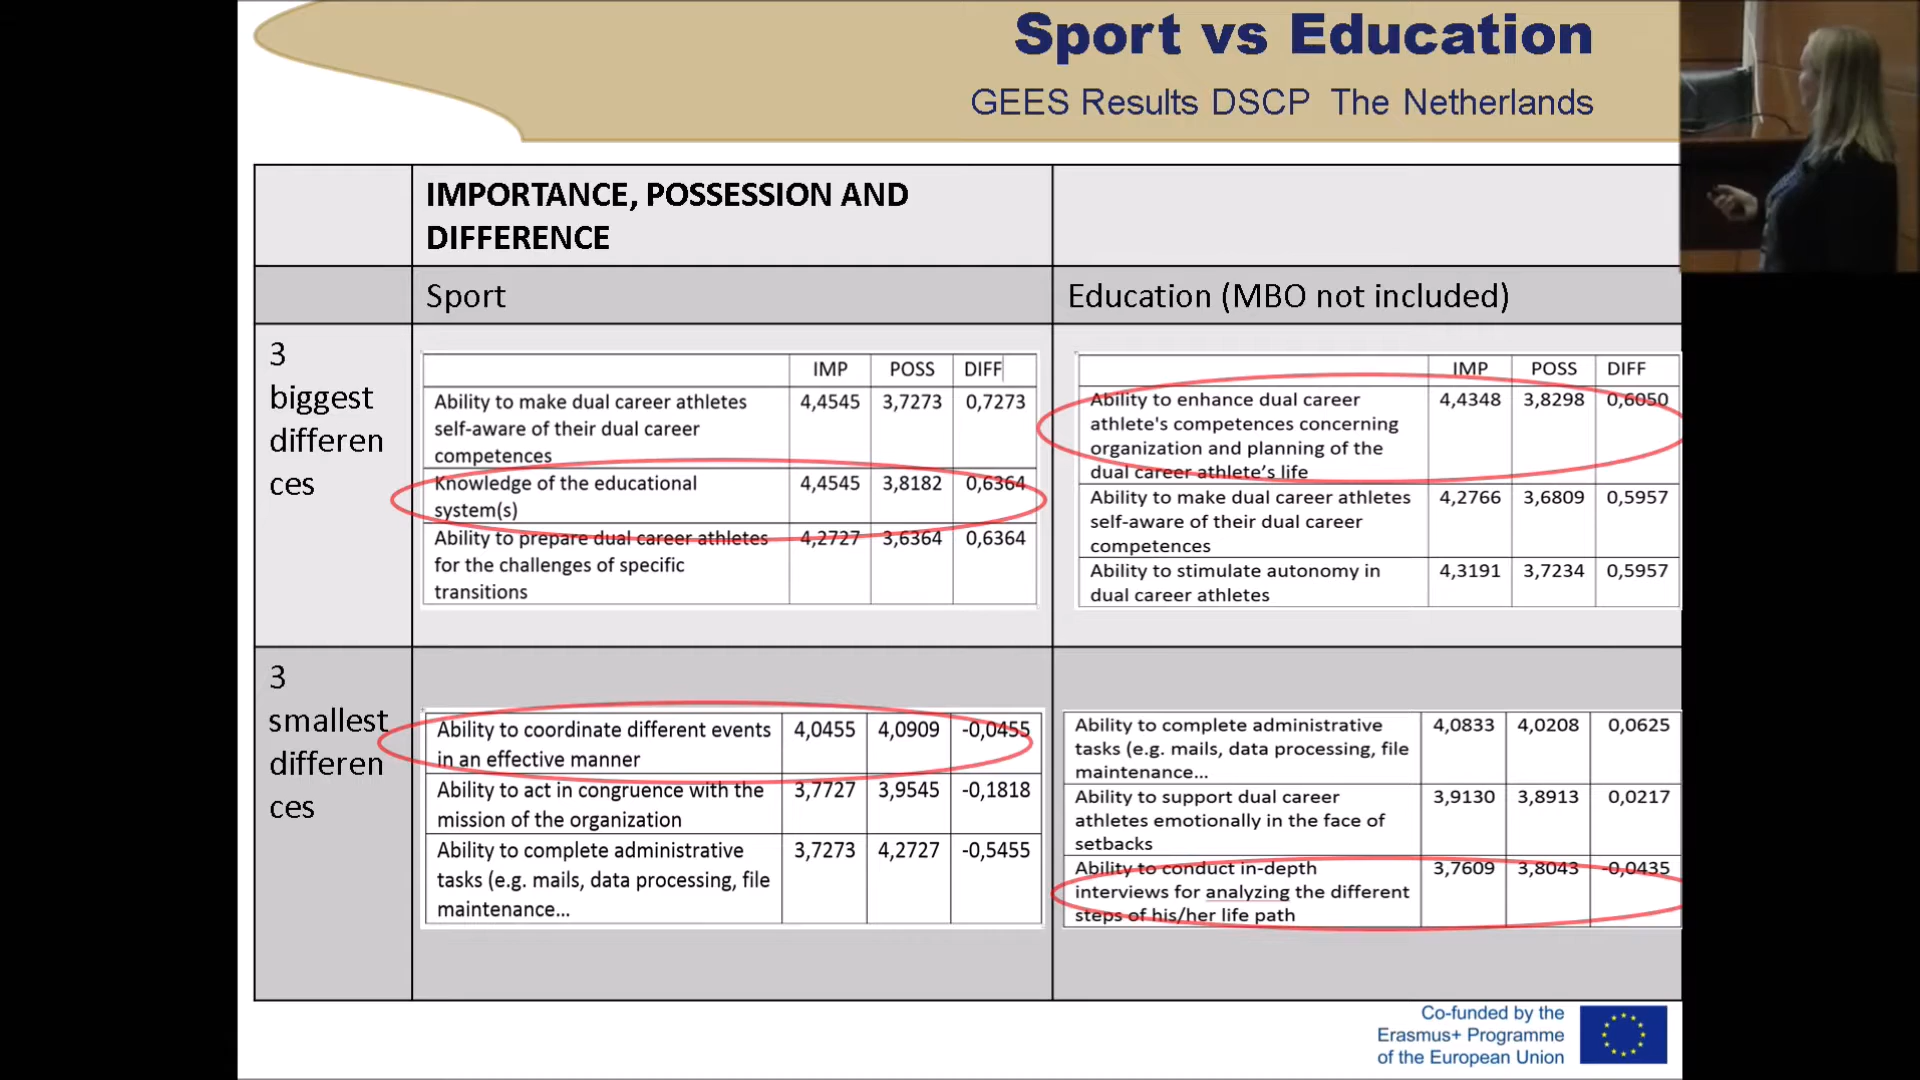 Sport vs Education
GEES Results DSCP The Netherlands
IMPORTANCE, POSSESSION AND
DIFFERENCE
Sport
Education (MBO not included)
3
biggest
differen
ces
IMP POSS DIFF
Ability to make dual career athletes 4,4545 3,7273 0,7273
self-aware of their dual career
competences
Knowledge of the educational 4,4545 3,8182 0,6364
system(s)
Ability to prepare dual career athletes 4,2727 3,6364 0,6364
for the challenges of specific
transitions
IMP POSS DIFF
Ability to enhance dual career 4,4348 3,8298 0,6050
athlete's competences concerning
organization and planning of the
dual career athlete’s life
Ability to make dual career athletes 4,2766 3,6809 0,5957
self-aware of their dual career
competences
Ability to stimulate autonomy in 4,3191 3,7234 0,5957
dual career athletes
3
smallest
differen
ces
Ability to coordinate different events 4,0455 4,0909 -0,0455
in an effective manner
Ability to act in congruence with the 3,7727 3,9545 -0,1818
mission of the organization
Ability to complete administrative 3,7273 4,2727 -0,5455
tasks (e.g. mails, data processing, file
maintenance...
Ability to complete administrative 4,0833 4,0208 0,0625
tasks (e.g. mails, data processing, file
maintenance...
Ability to support dual career 3,9130 3,8913 0,0217
athletes emotionally in the face of
setbacks
Ability to conduct in-depth 3,7609 3,8043 -0,0435
interviews for analyzing the different
steps of his/her life path
Co-funded by the
Erasmus+ Programme
of the European Union